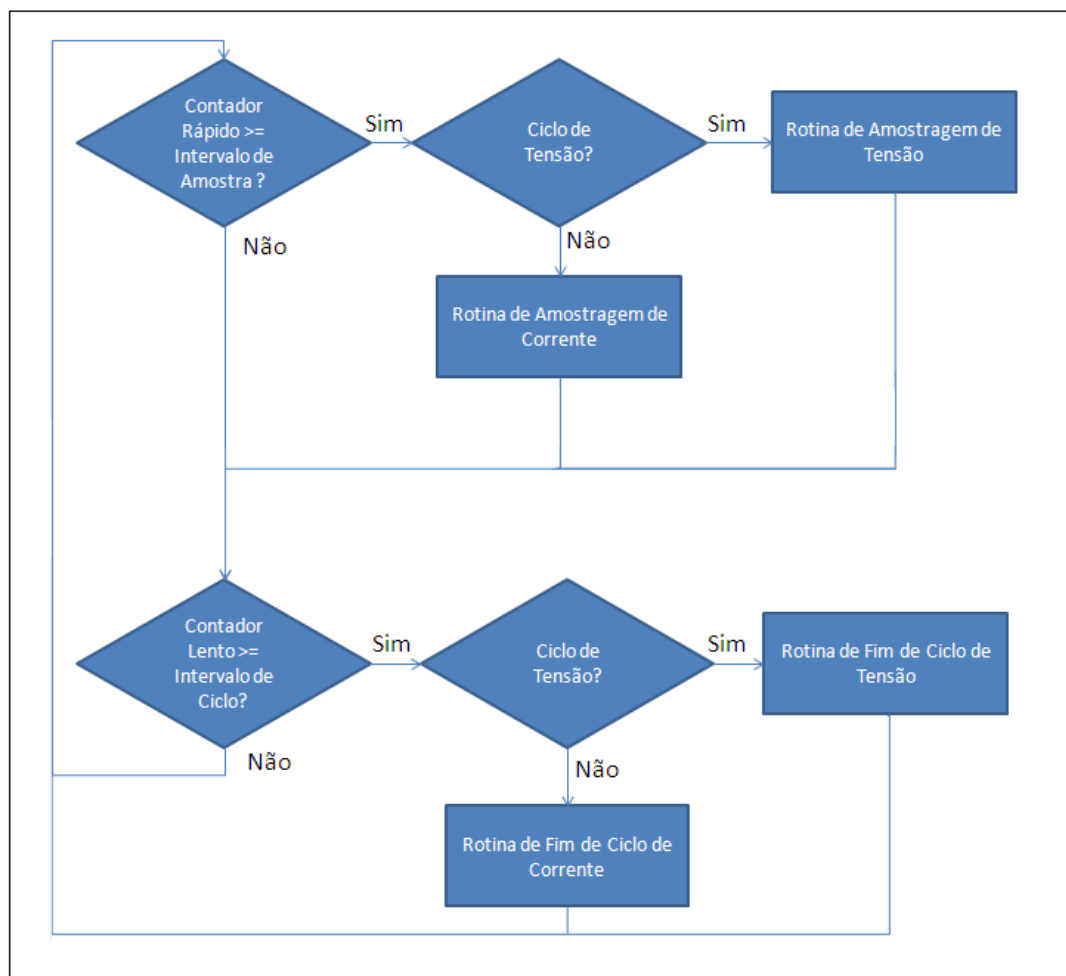 Contador
Rápido >=
Intervalo de
Amostra ?
Sim
Ciclo de
Tensão?
Sim
Rotina de Amostragem de
Tensão
Não
Não
Rotina de Amostragem de
Corrente
Contador
Lento >=
Intervalo de
Ciclo?
Sim
Ciclo de
Tensão?
Sim
Rotina de Fim de Ciclo de
Tensão
Não
Não
Rotina de Fim de Ciclo de
Corrente